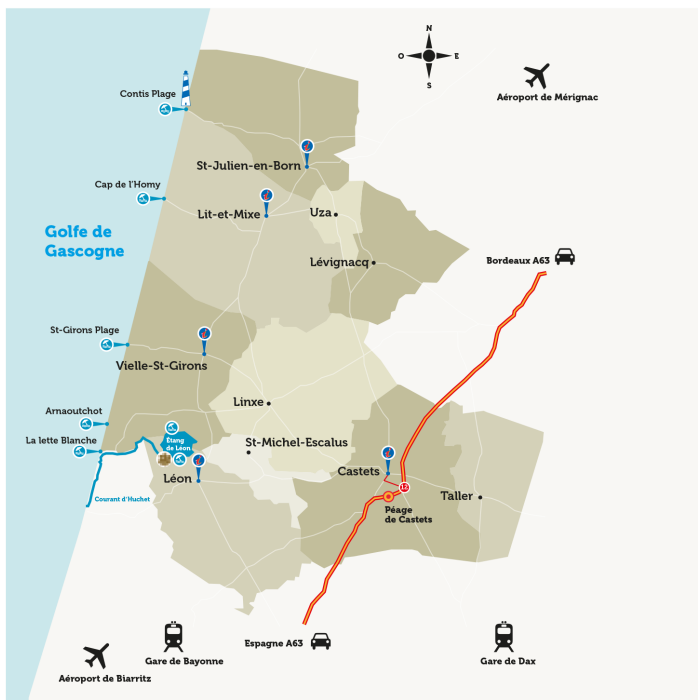 N
O E
S
Aéroport de Mérignac
Contis Plage
St-Julien-en-Born
Cap de l'Homy
Lit-et-Mixe
Uza
Golfe de
Gascogne
Lévignacq
Bordeaux A63
St-Girons Plage
Vielle-St-Girons
Linxe
Arnaoutchot
La lette Blanche
Étang
de Léon
St-Michel-Escalus
Léon
Castets
12
Courant d'Huchet
Taller
Péage
de Castets
Espagne A63
Gare de Bayonne
Gare de Dax
Aéroport de Biarritz